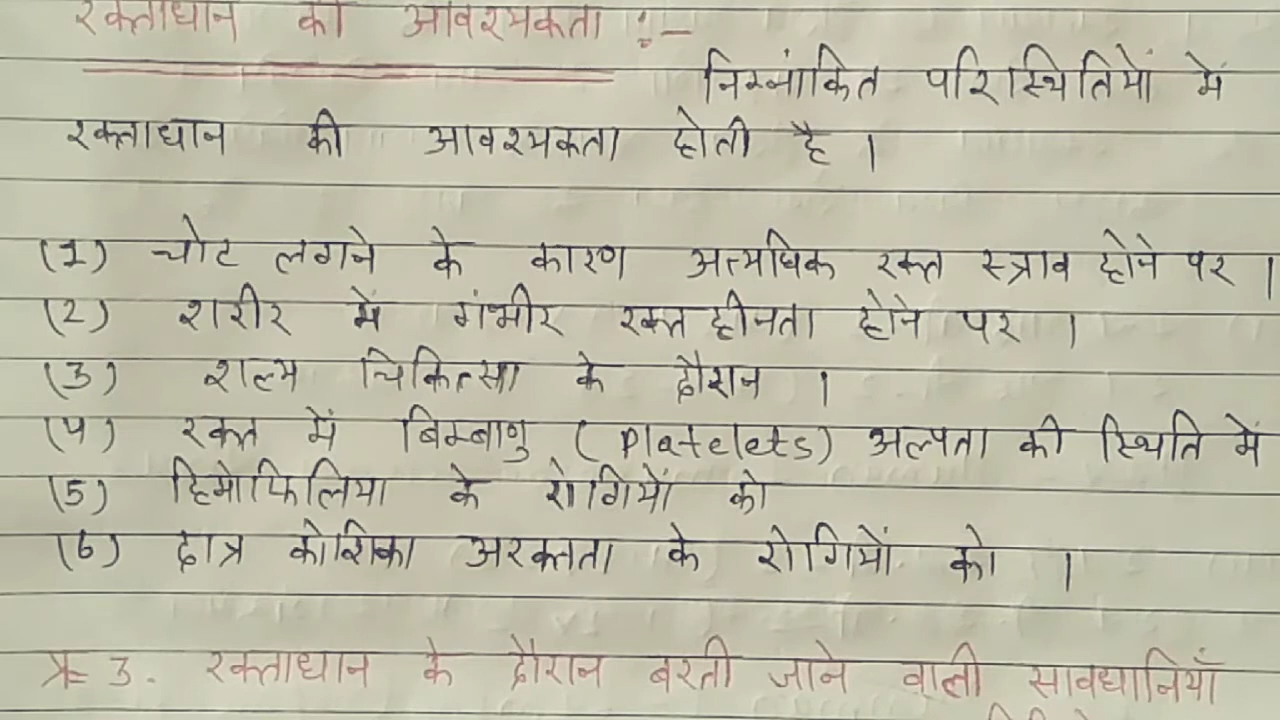 रक्ताधान की आवश्यकता :-
निम्नांकित परिस्थितियों में
रक्ताधान की आवश्यकता होती है ।
(1) चोट लगने के कारण अत्यधिक रक्त स्त्राव होने पर ।
(2) शरीर में गंभीर रक्त हीनता होने पर ।
(3) शल्य चिकित्सा के दौरान ।
(4) रक्त में बिम्बाणु (Platelets) अल्पता की स्थिति में
(5) हिमोफिलिया के रोगियों को
(6) दात्र कोशिका अरक्तता के रोगियों को ।
प्र 3. रक्ताधान के दौरान बरती जाने वाली सावधानियाँ